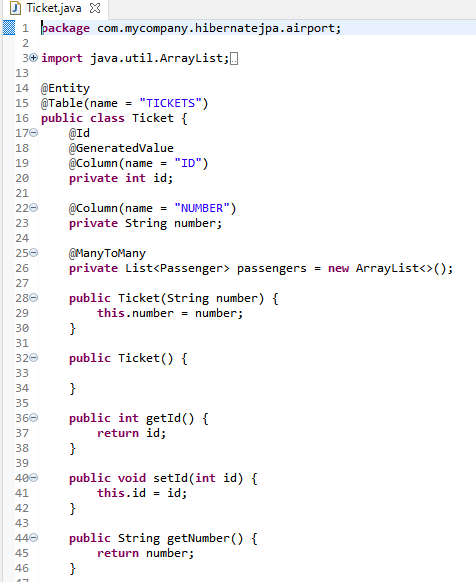 Ticket.java
1 package com.mycompany.hibernatejpa.airport;
2
3 import java.util.ArrayList;
13
14 @Entity
15 @Table(name = "TICKETS")
16 public class Ticket {
17 @Id
18 @GeneratedValue
19 @Column(name = "ID")
20 private int id;
21
22 @Column(name = "NUMBER")
23 private String number;
24
25 @ManyToMany
26 private List<Passenger> passengers = new ArrayList<>();
27
28 public Ticket(String number) {
29 this.number = number;
30 }
31
32 public Ticket() {
33
34 }
35
36 public int getId() {
37 return id;
38 }
39
40 public void setId(int id) {
41 this.id = id;
42 }
43
44 public String getNumber() {
45 return number;
46 }